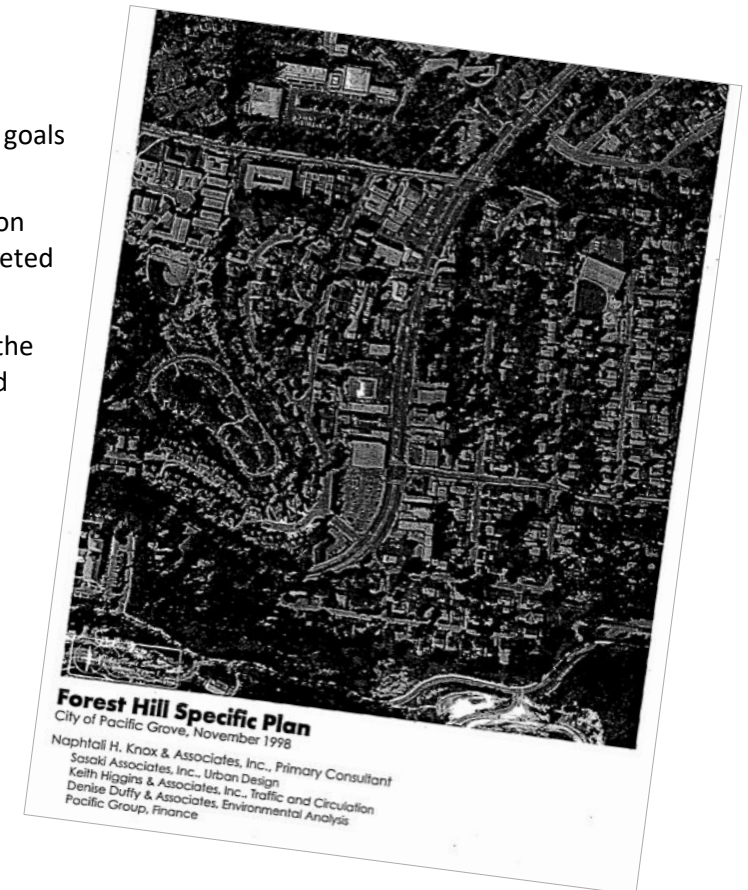 goals
on
eted
the
d
Forest Hill Specific Plan
City of Pacific Grove, November 1998
Naphtali H. Knox & Associates, Inc., Primary Consultant
Sasaki Associates, Inc., Urban Design
Keith Higgins & Associates, Inc., Traffic and Circulation
Denise Duffy & Associates, Environmental Analysis
Pacific Group, Finance